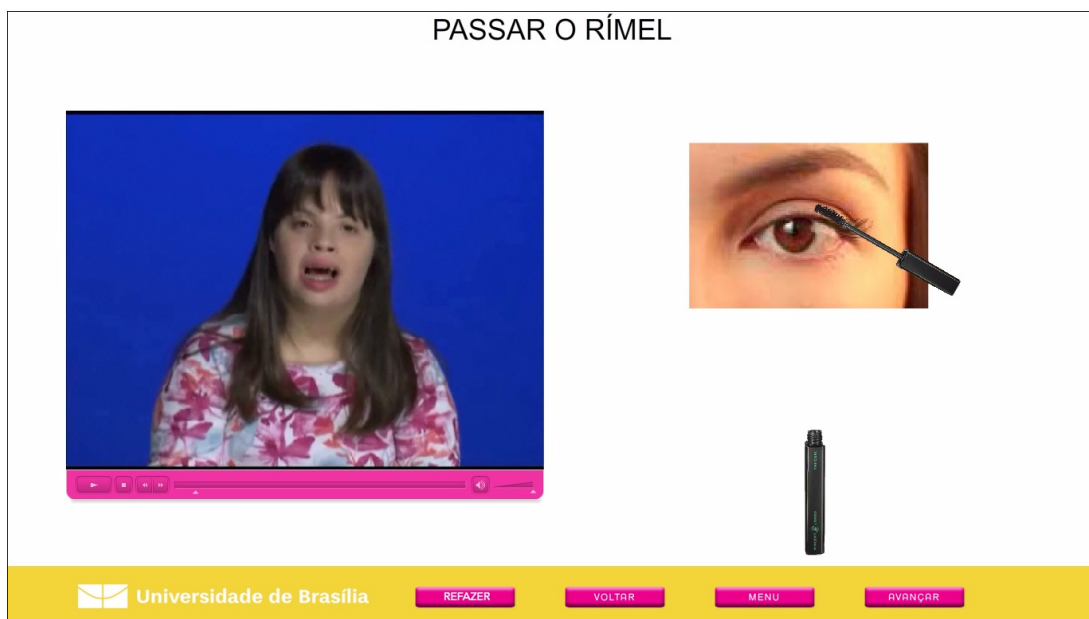 PASSAR O RÍMEL
Universidade de Brasília
REFAZER
VOLTAR
MENU
AVANÇAR